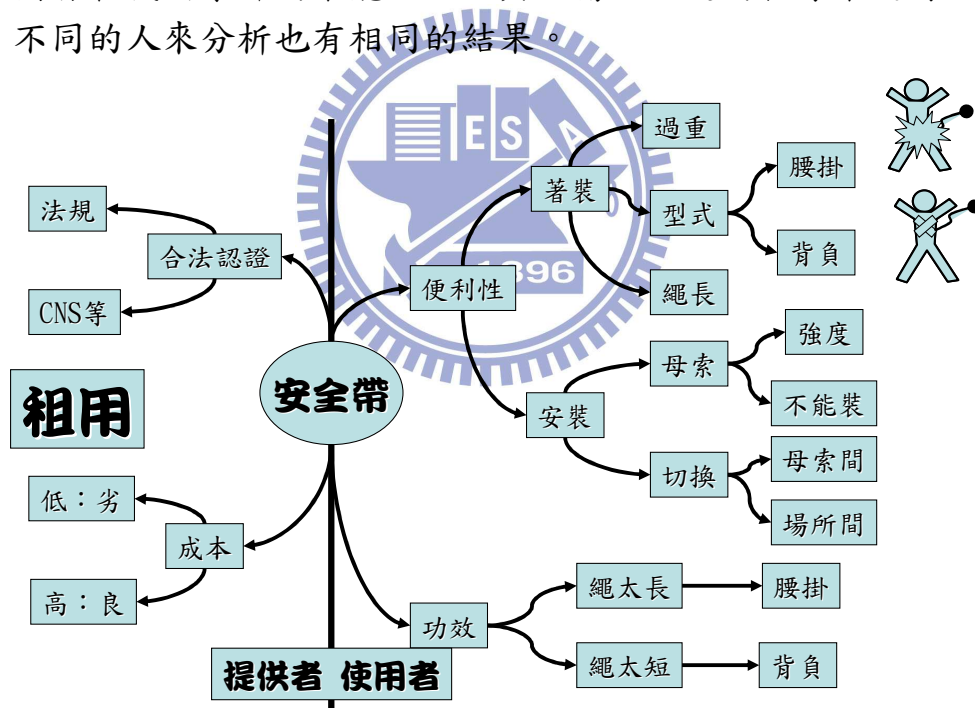 不同的人來分析也有相同的結果。
ES
A
1896
過重
著裝
型式
腰掛
背負
繩長
法規
合法認證
CNS等
便利性
母索
強度
不能裝
安裝
切換
母索間
場所間
安全帶
租用
低：劣
成本
高：良
功效
繩太長
腰掛
繩太短
背負
提供者 使用者